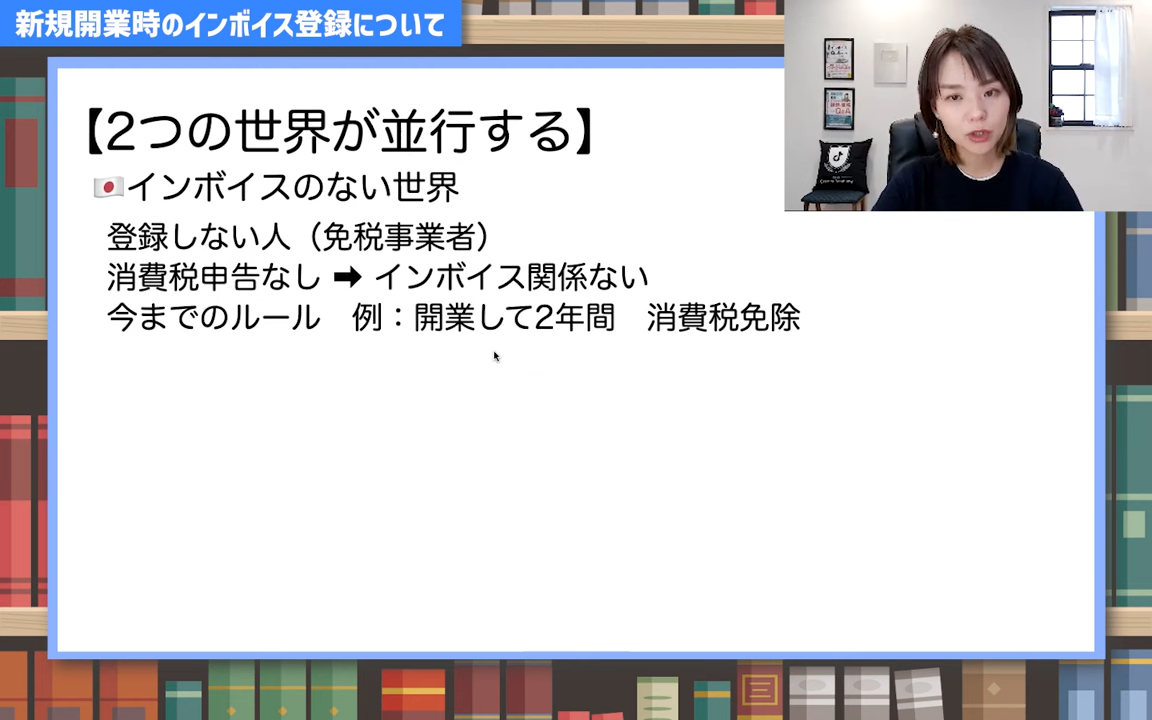 新規開業時のインボイス登録について
【2つの世界が並行する】
🇯🇵インボイスのない世界
登録しない人（免税事業者）
消費税申告なし ➡ インボイス関係ない
今までのルール　例：開業して2年間　消費税免除